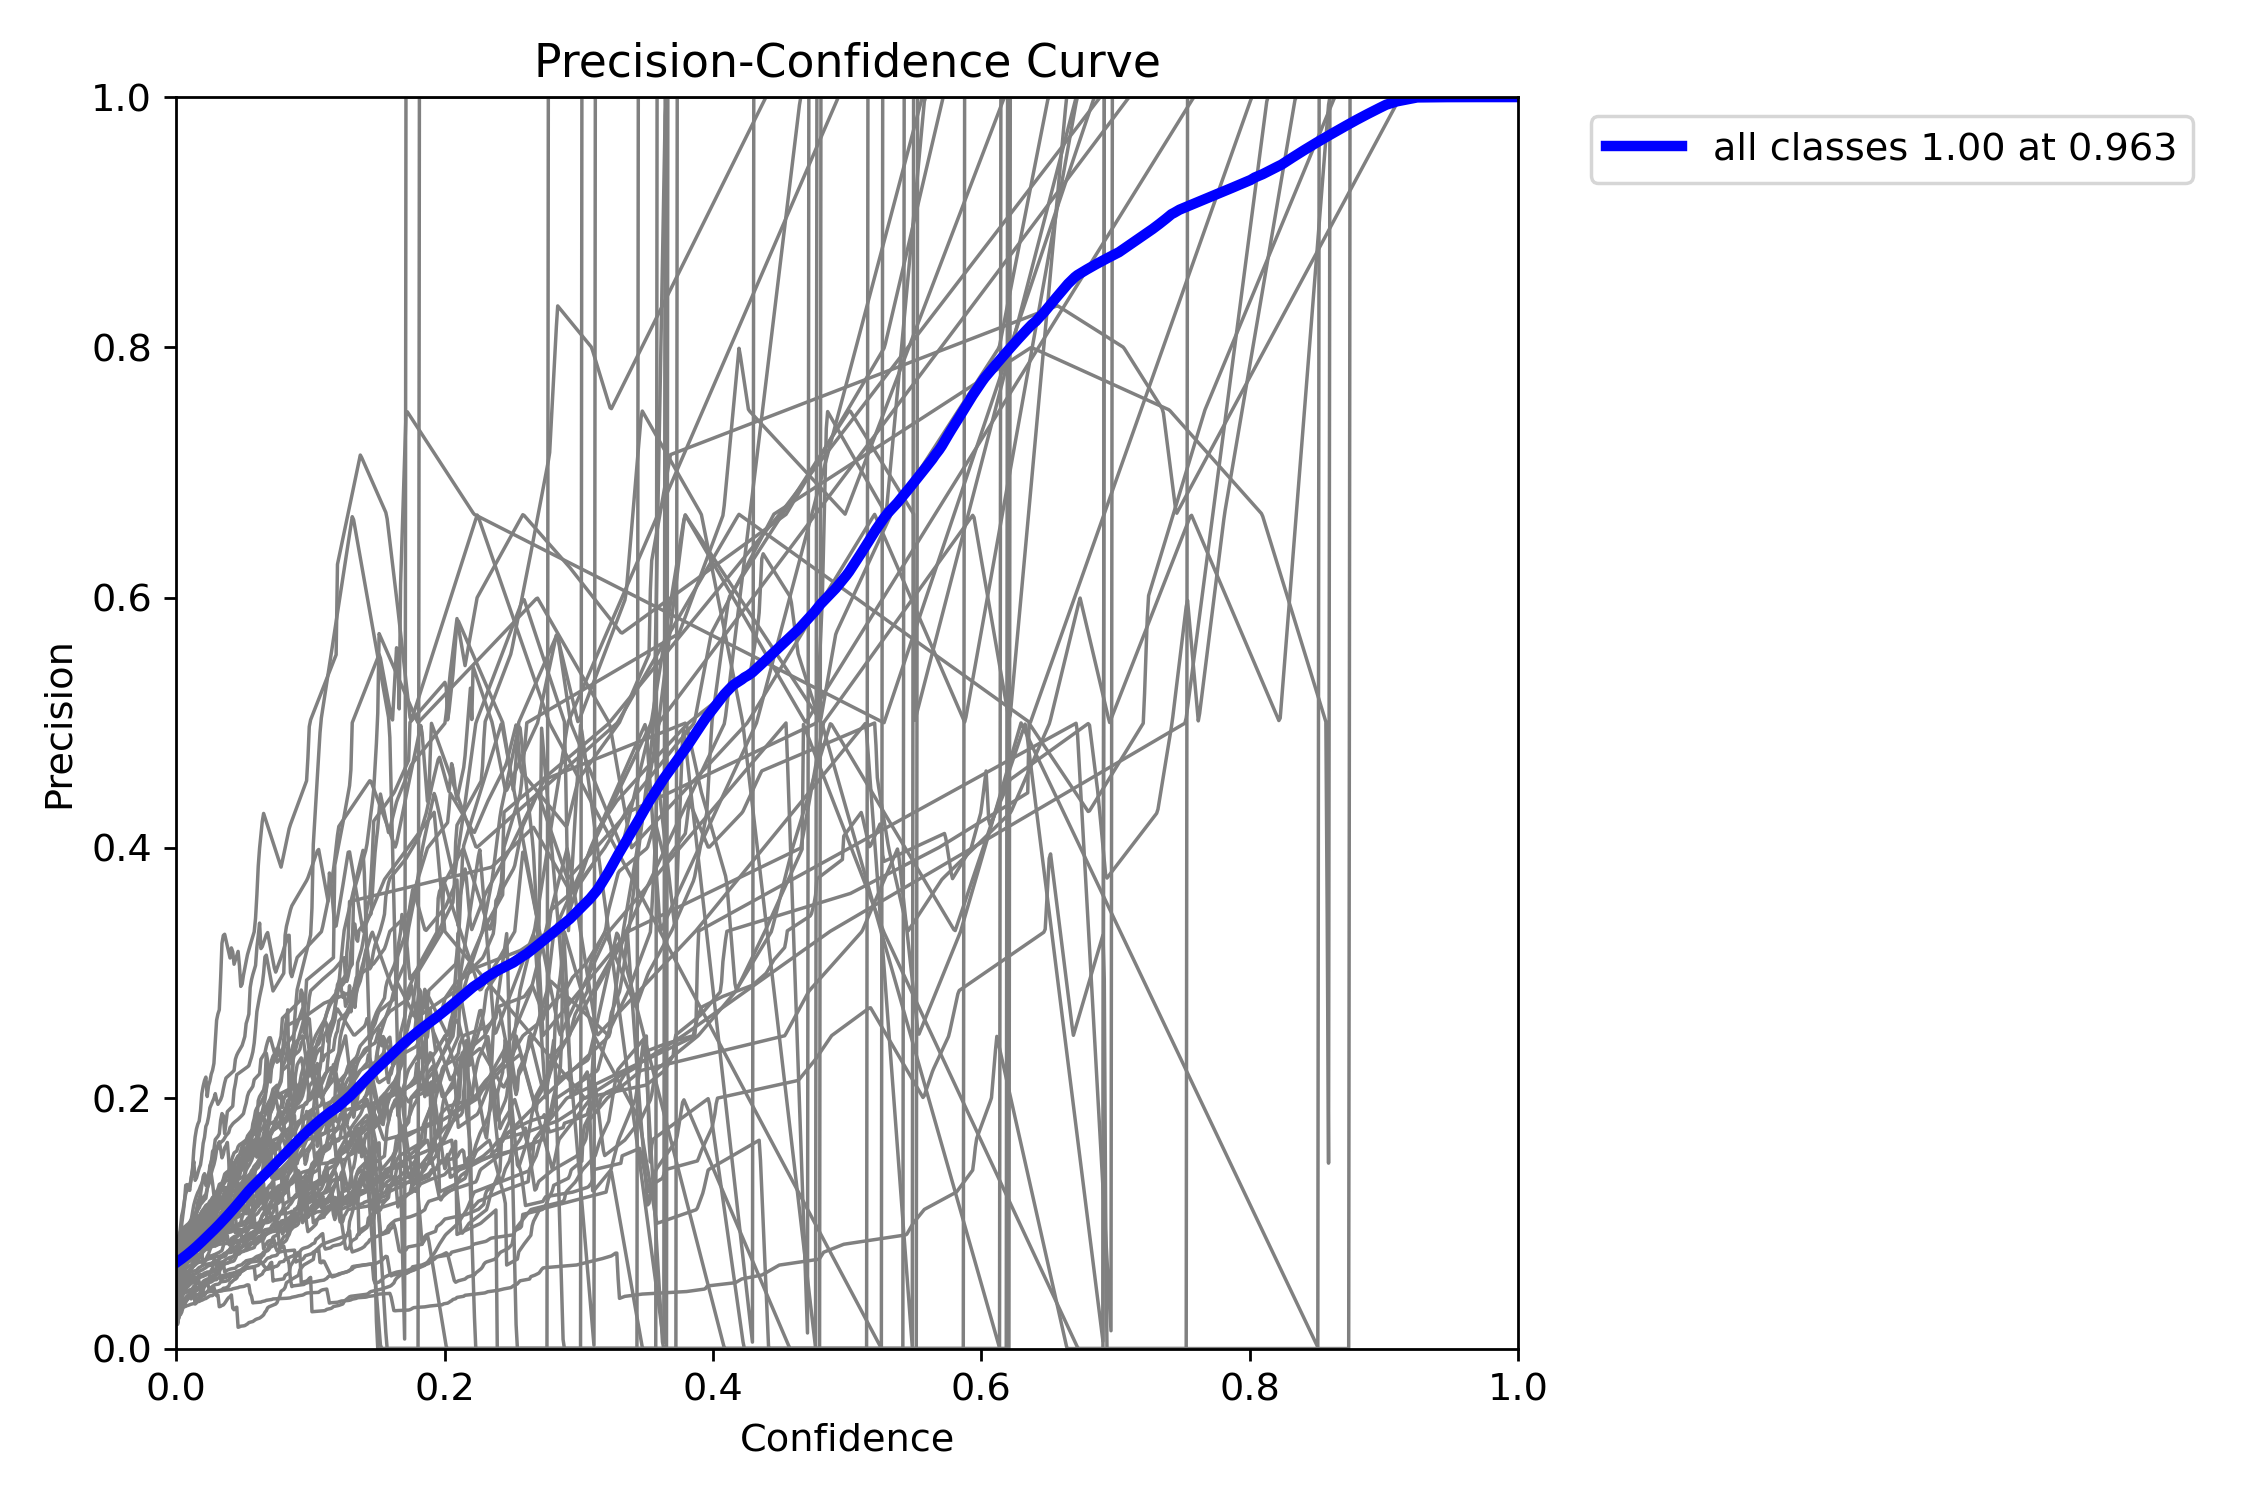 Precision-Confidence Curve
all classes 1.00 at 0.963
Precision
1.0
0.8
0.6
0.4
0.2
0.0
0.0 0.2 0.4 0.6 0.8 1.0
Confidence